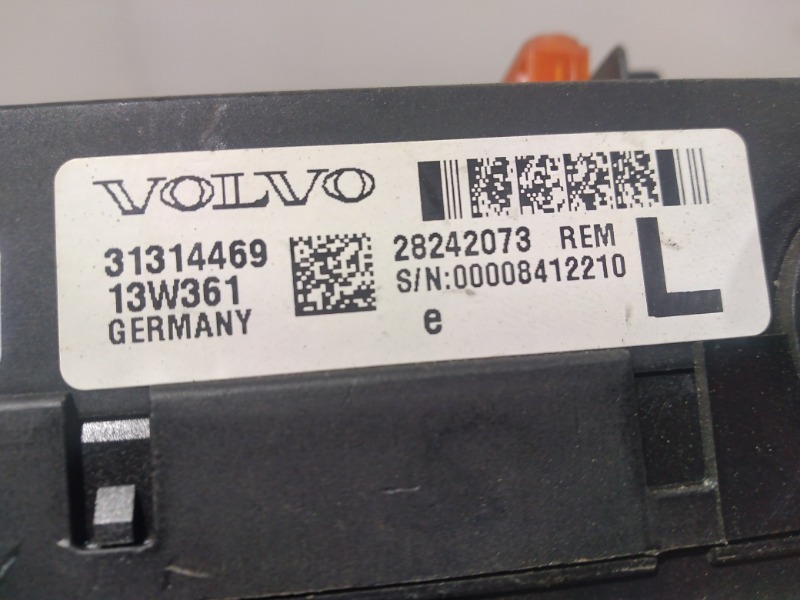 VOLVO
31314469
13W361
GERMANY
28242073 REM
S/N:00008412210
e
L